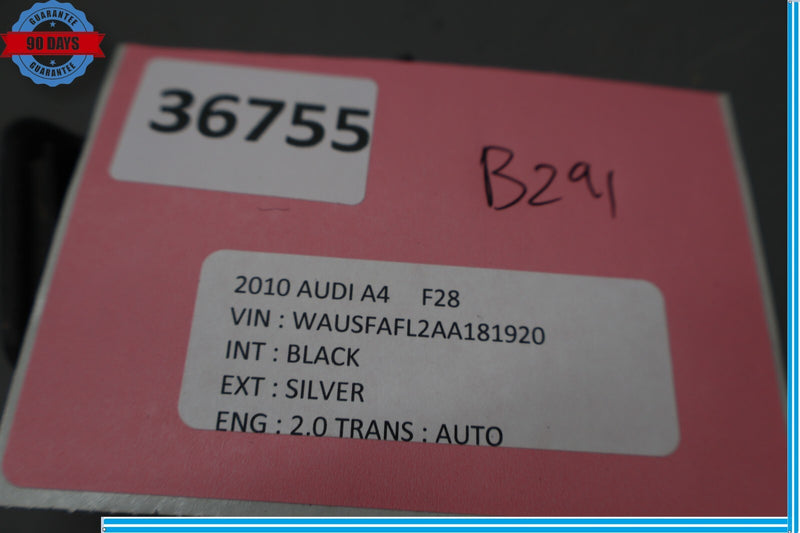 GUARANTEE
90 DAYS
GUARANTEE
36755
B291
2010 AUDI A4 F28
VIN : WAUSFAFL2AA181920
INT : BLACK
EXT : SILVER
ENG : 2.0 TRANS : AUTO